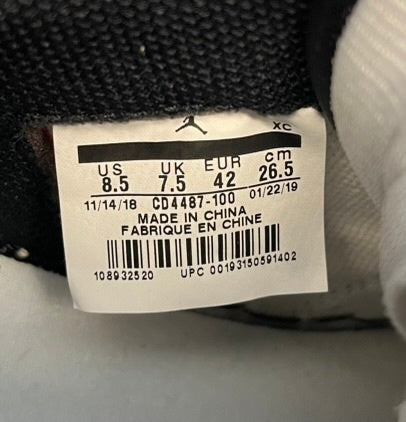 XC
US UK EUR cm
8.5 7.5 42 26.5
11/14/18 CD4487-100 01/22/19
MADE IN CHINA
FABRIQUE EN CHINE
108932520 UPC 00193150591402